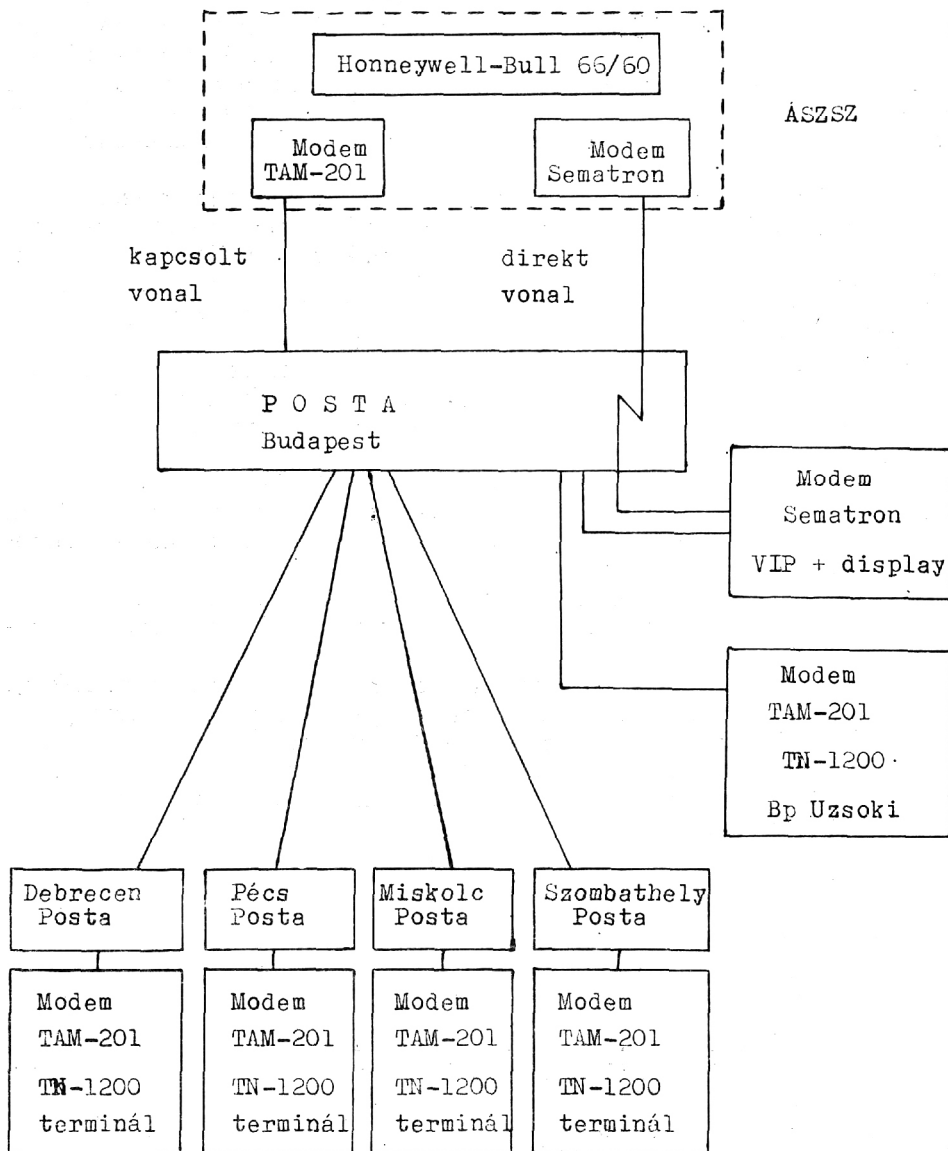 Honneywell-Bull 66/60
ÁSZSZ
Modem
TAM-201
Modem
Sematron
kapcsolt
vonal
direkt
vonal
P O S T A
Budapest
Modem
Sematron
VIP + display
Modem
TAM-201
TN-1200
Bp Uzsoki
Debrecen
Posta
Pécs
Posta
Miskolc
Posta
Szombathely
Posta
Modem
TAM-201
TN-1200
terminál
Modem
TAM-201
TN-1200
terminál
Modem
TAM-201
TN-1200
terminál
Modem
TAM-201
TN-1200
terminál